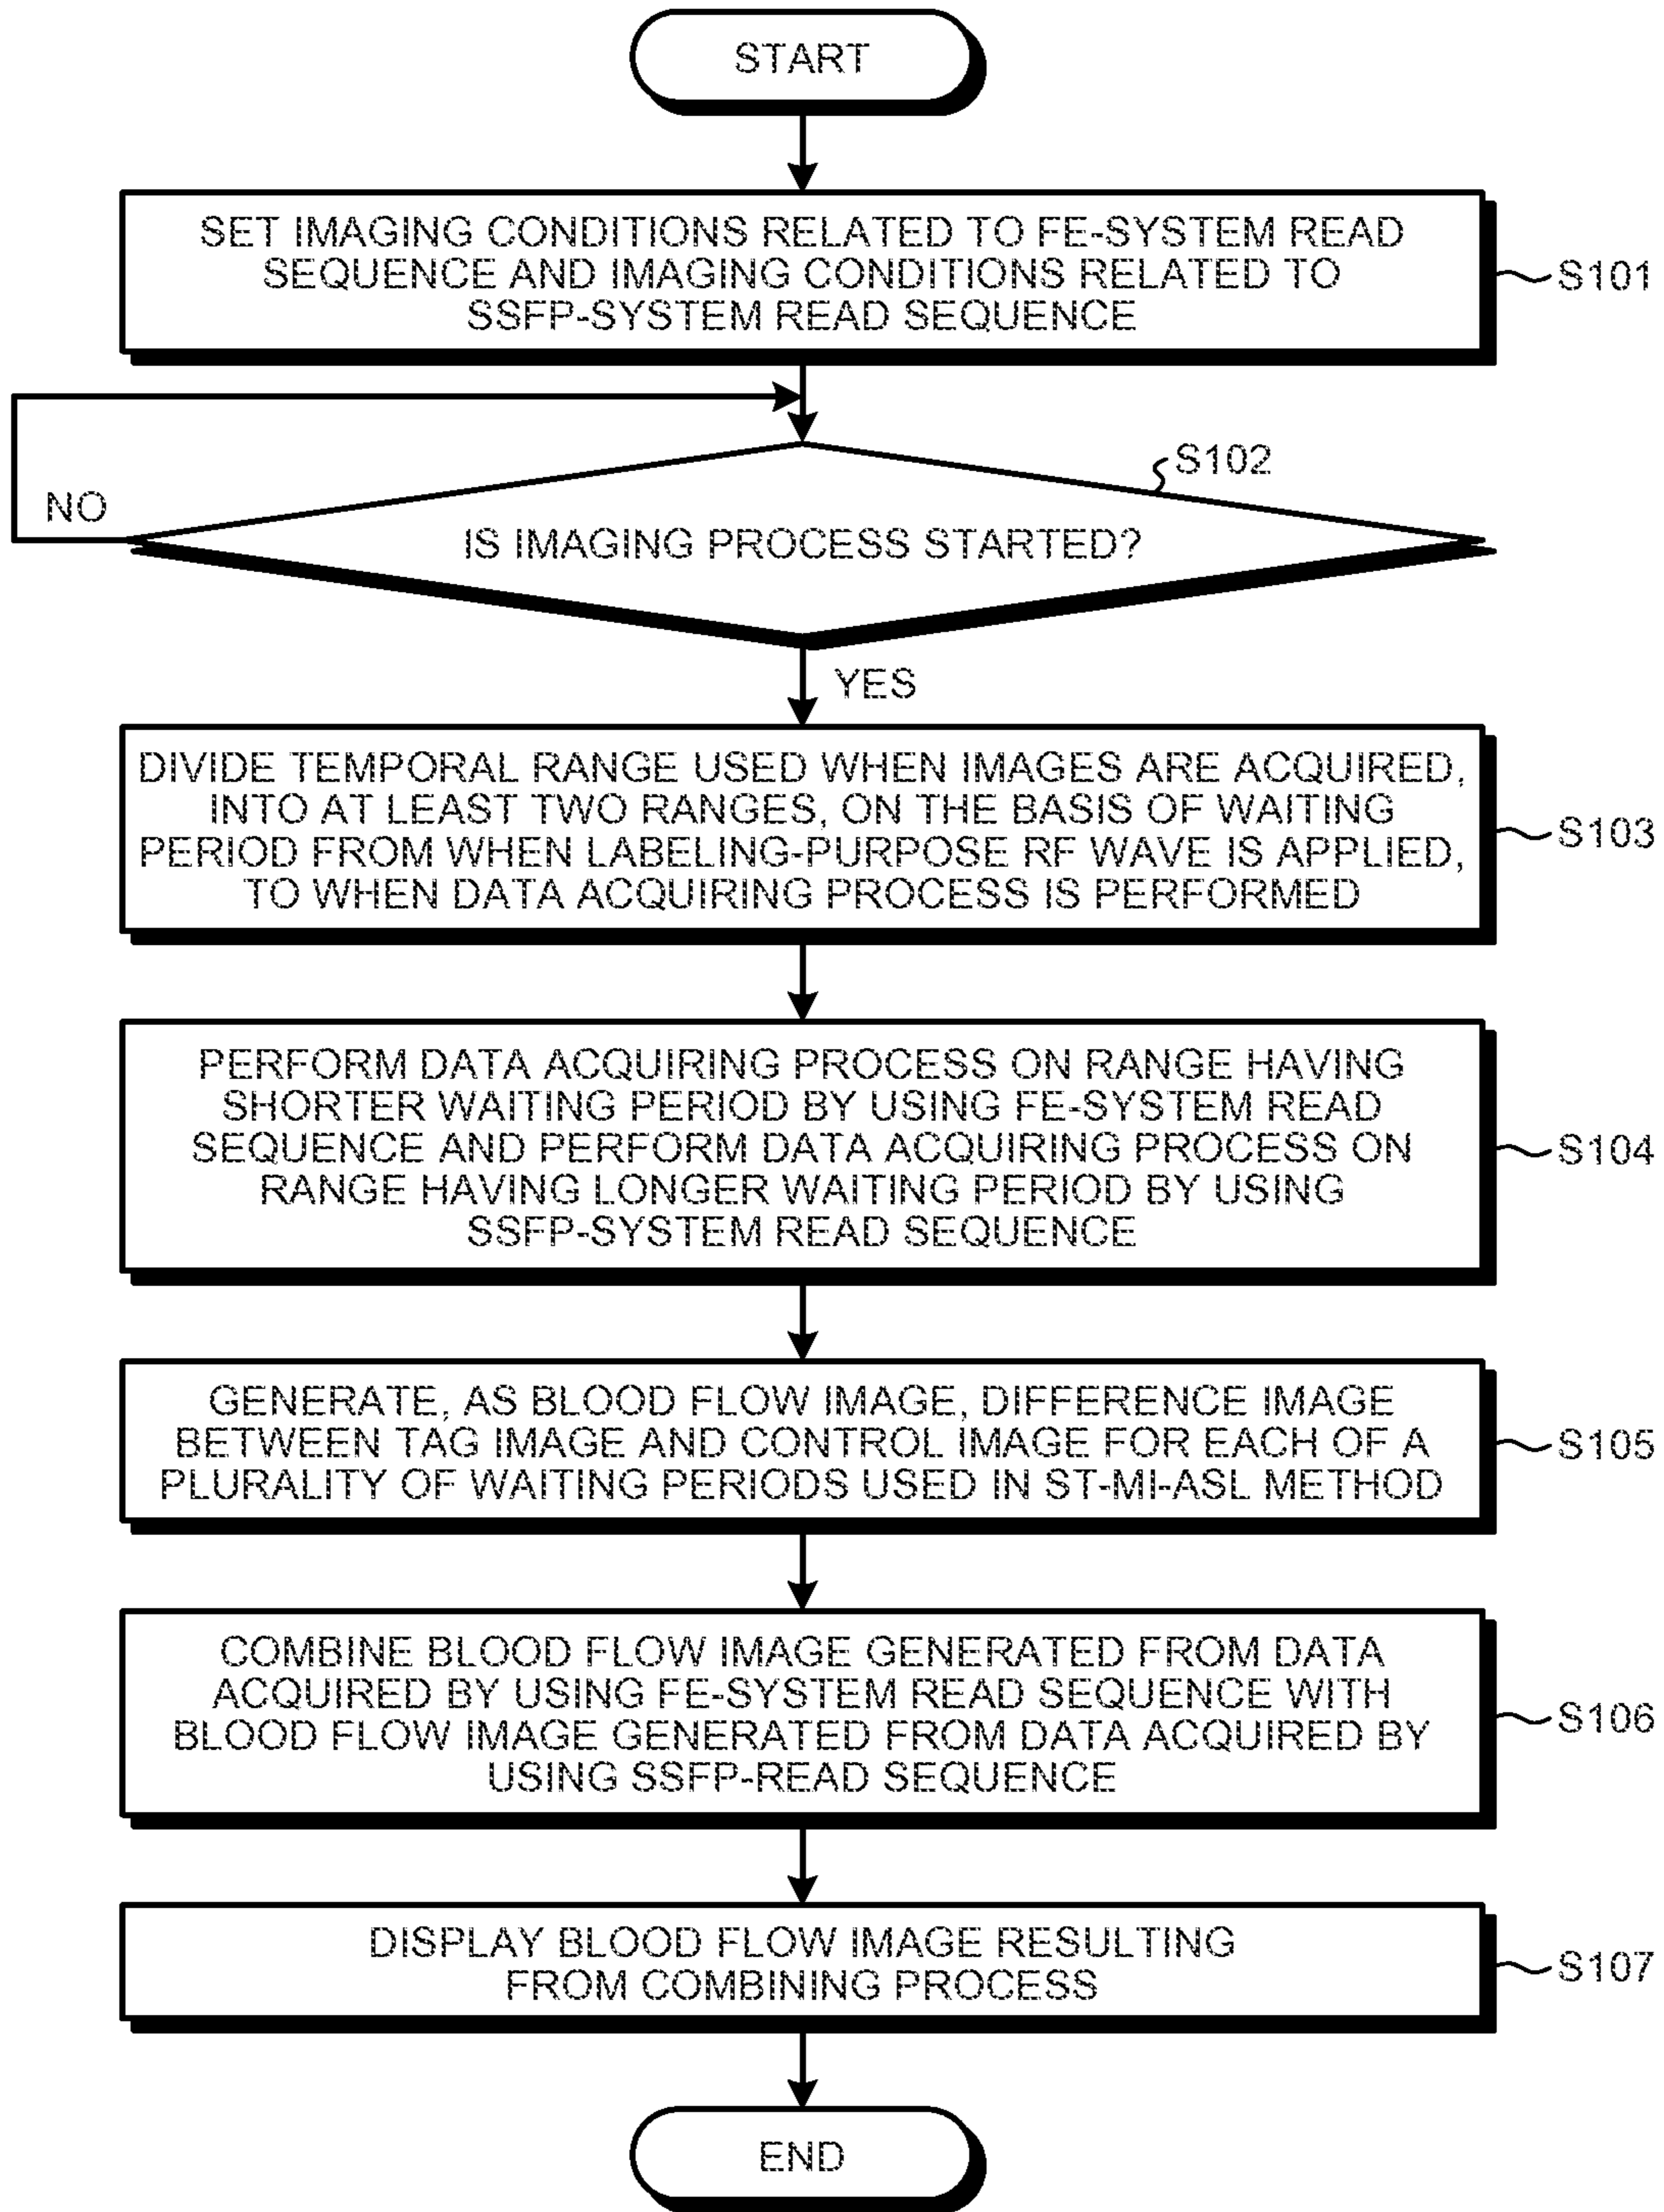 START
SET IMAGING CONDITIONS RELATED TO FE-SYSTEM READ
SEQUENCE AND IMAGING CONDITIONS RELATED TO
SSFP-SYSTEM READ SEQUENCE
S101
S102
NO
IS IMAGING PROCESS STARTED?
YES
DIVIDE TEMPORAL RANGE USED WHEN IMAGES ARE ACQUIRED,
INTO AT LEAST TWO RANGES, ON THE BASIS OF WAITING
PERIOD FROM WHEN LABELING-PURPOSE RF WAVE IS APPLIED,
TO WHEN DATA ACQUIRING PROCESS IS PERFORMED
S103
PERFORM DATA ACQUIRING PROCESS ON RANGE HAVING
SHORTER WAITING PERIOD BY USING FE-SYSTEM READ
SEQUENCE AND PERFORM DATA ACQUIRING PROCESS ON
RANGE HAVING LONGER WAITING PERIOD BY USING
SSFP-SYSTEM READ SEQUENCE
S104
GENERATE, AS BLOOD FLOW IMAGE, DIFFERENCE IMAGE
BETWEEN TAG IMAGE AND CONTROL IMAGE FOR EACH OF A
PLURALITY OF WAITING PERIODS USED IN ST-MI-ASL METHOD
S105
COMBINE BLOOD FLOW IMAGE GENERATED FROM DATA
ACQUIRED BY USING FE-SYSTEM READ SEQUENCE WITH
BLOOD FLOW IMAGE GENERATED FROM DATA ACQUIRED BY
USING SSFP-READ SEQUENCE
S106
DISPLAY BLOOD FLOW IMAGE RESULTING
FROM COMBINING PROCESS
S107
END